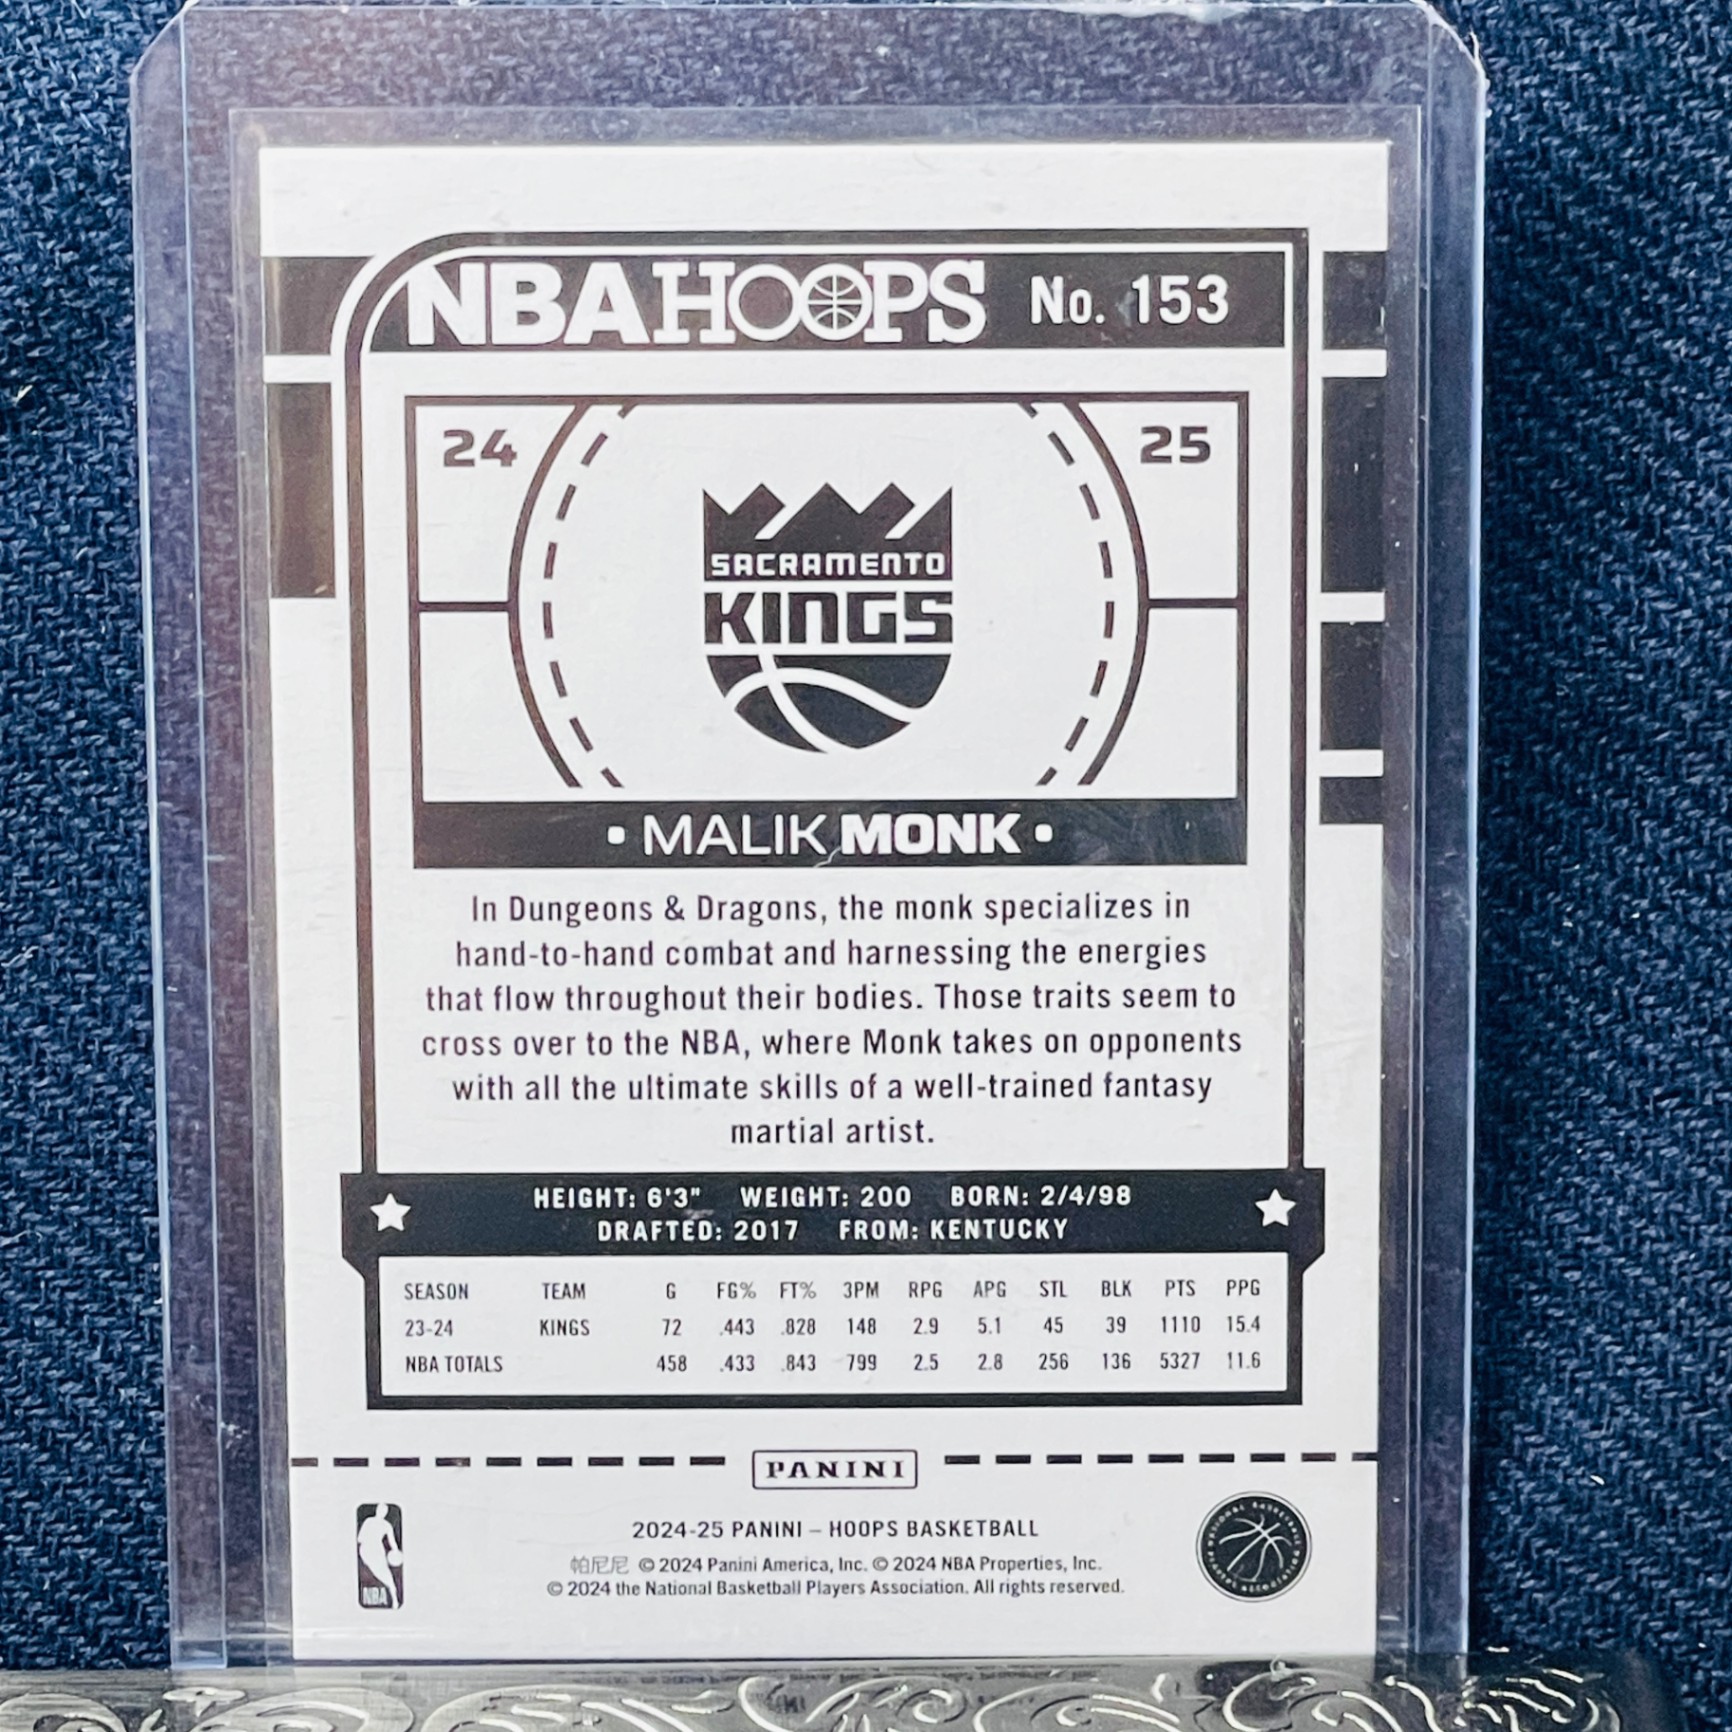 NBA HOOPS No. 153
24 25
SACRAMENTO
KINGS
• MALIK MONK •
In Dungeons & Dragons, the monk specializes in
hand-to-hand combat and harnessing the energies
that flow throughout their bodies. Those traits seem to
cross over to the NBA, where Monk takes on opponents
with all the ultimate skills of a well-trained fantasy
martial artist.
HEIGHT: 6'3" WEIGHT: 200 BORN: 2/4/98
DRAFTED: 2017 FROM: KENTUCKY
SEASON TEAM G FG% FT% 3PM RPG APG STL BLK PTS PPG
23-24 KINGS 72 .443 .828 148 2.9 5.1 45 39 1110 15.4
NBA TOTALS 458 .433 .843 799 2.5 2.8 256 136 5327 11.6
PANINI
2024-25 PANINI – HOOPS BASKETBALL
帕尼尼 © 2024 Panini America, Inc. © 2024 NBA Properties, Inc.
© 2024 the National Basketball Players Association. All rights reserved.
NBA
NATIONAL BASKETBALL PLAYERS ASSOCIATION